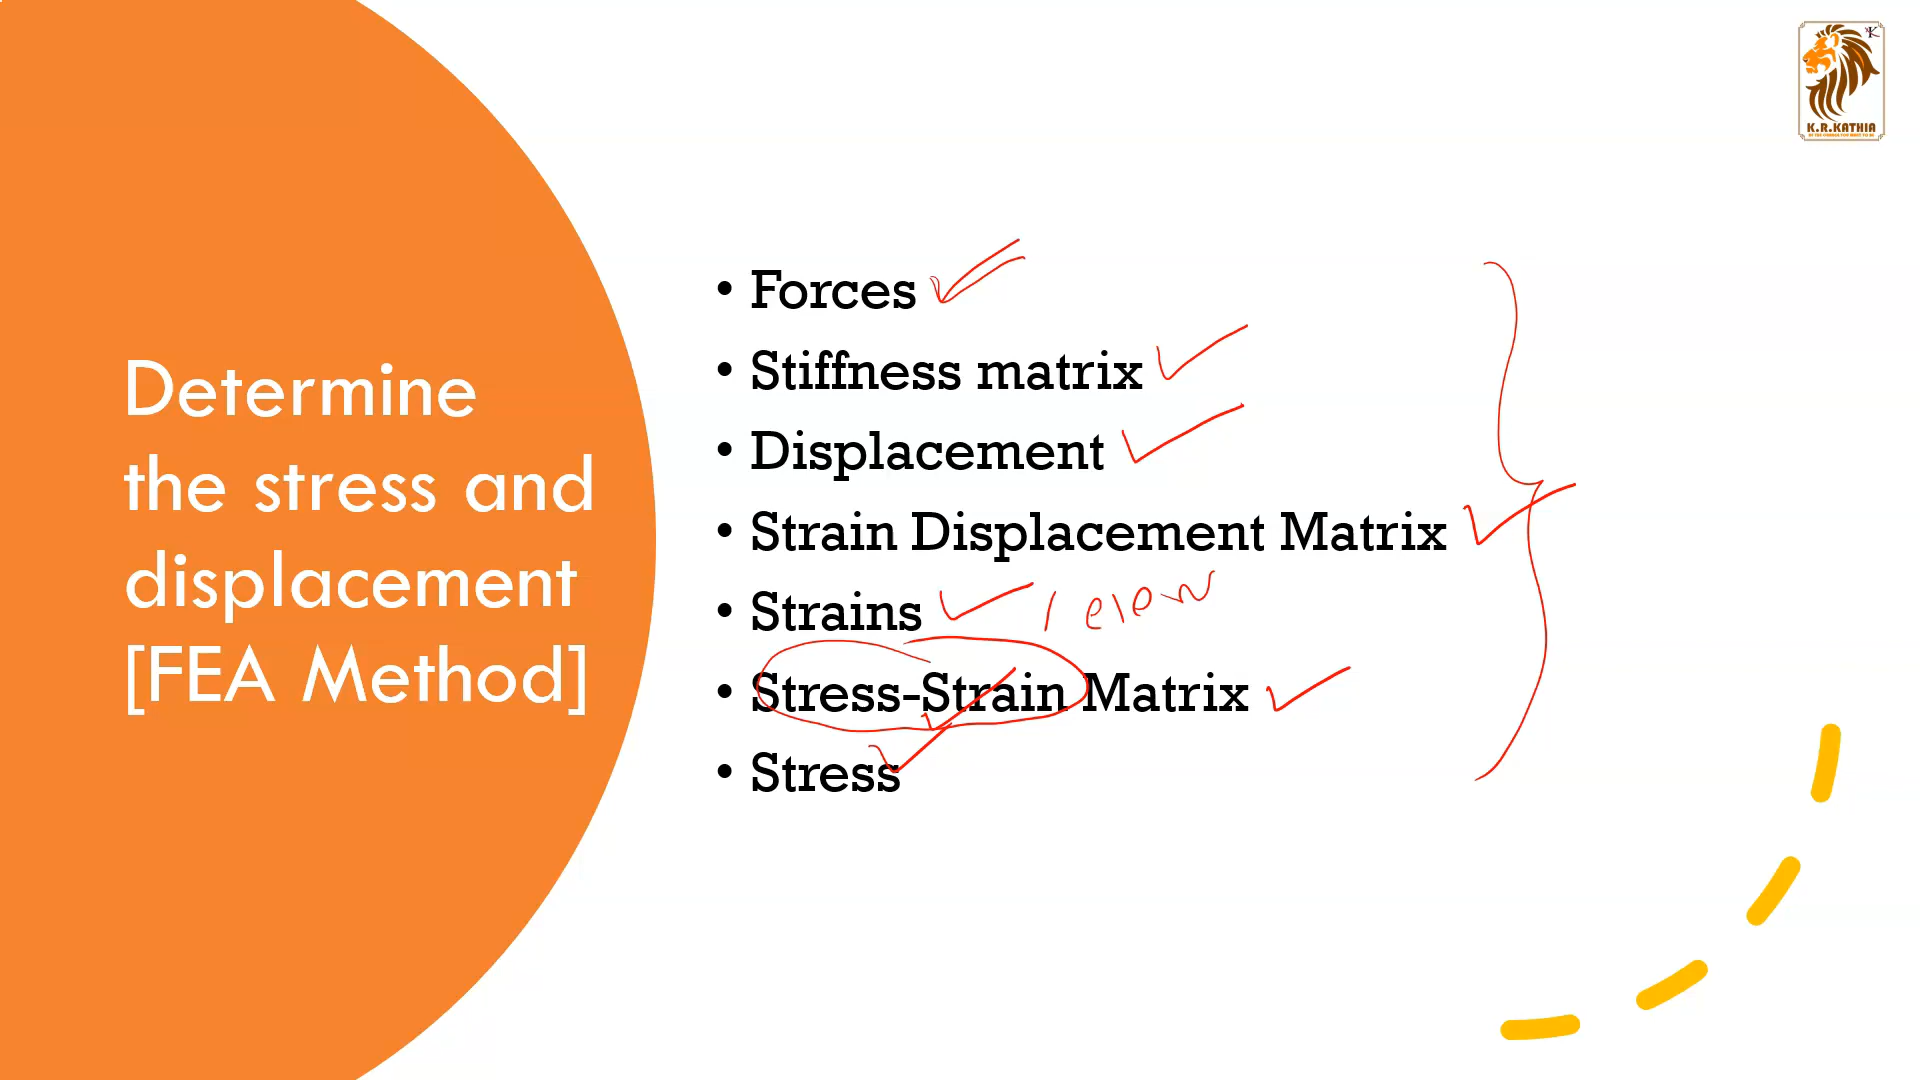 K
K.R.KATHIA
Determine
the stress and
displacement
[FEA Method]
• Forces
• Stiffness matrix
• Displacement
• Strain Displacement Matrix
• Strains
• Stress-Strain Matrix
• Stress